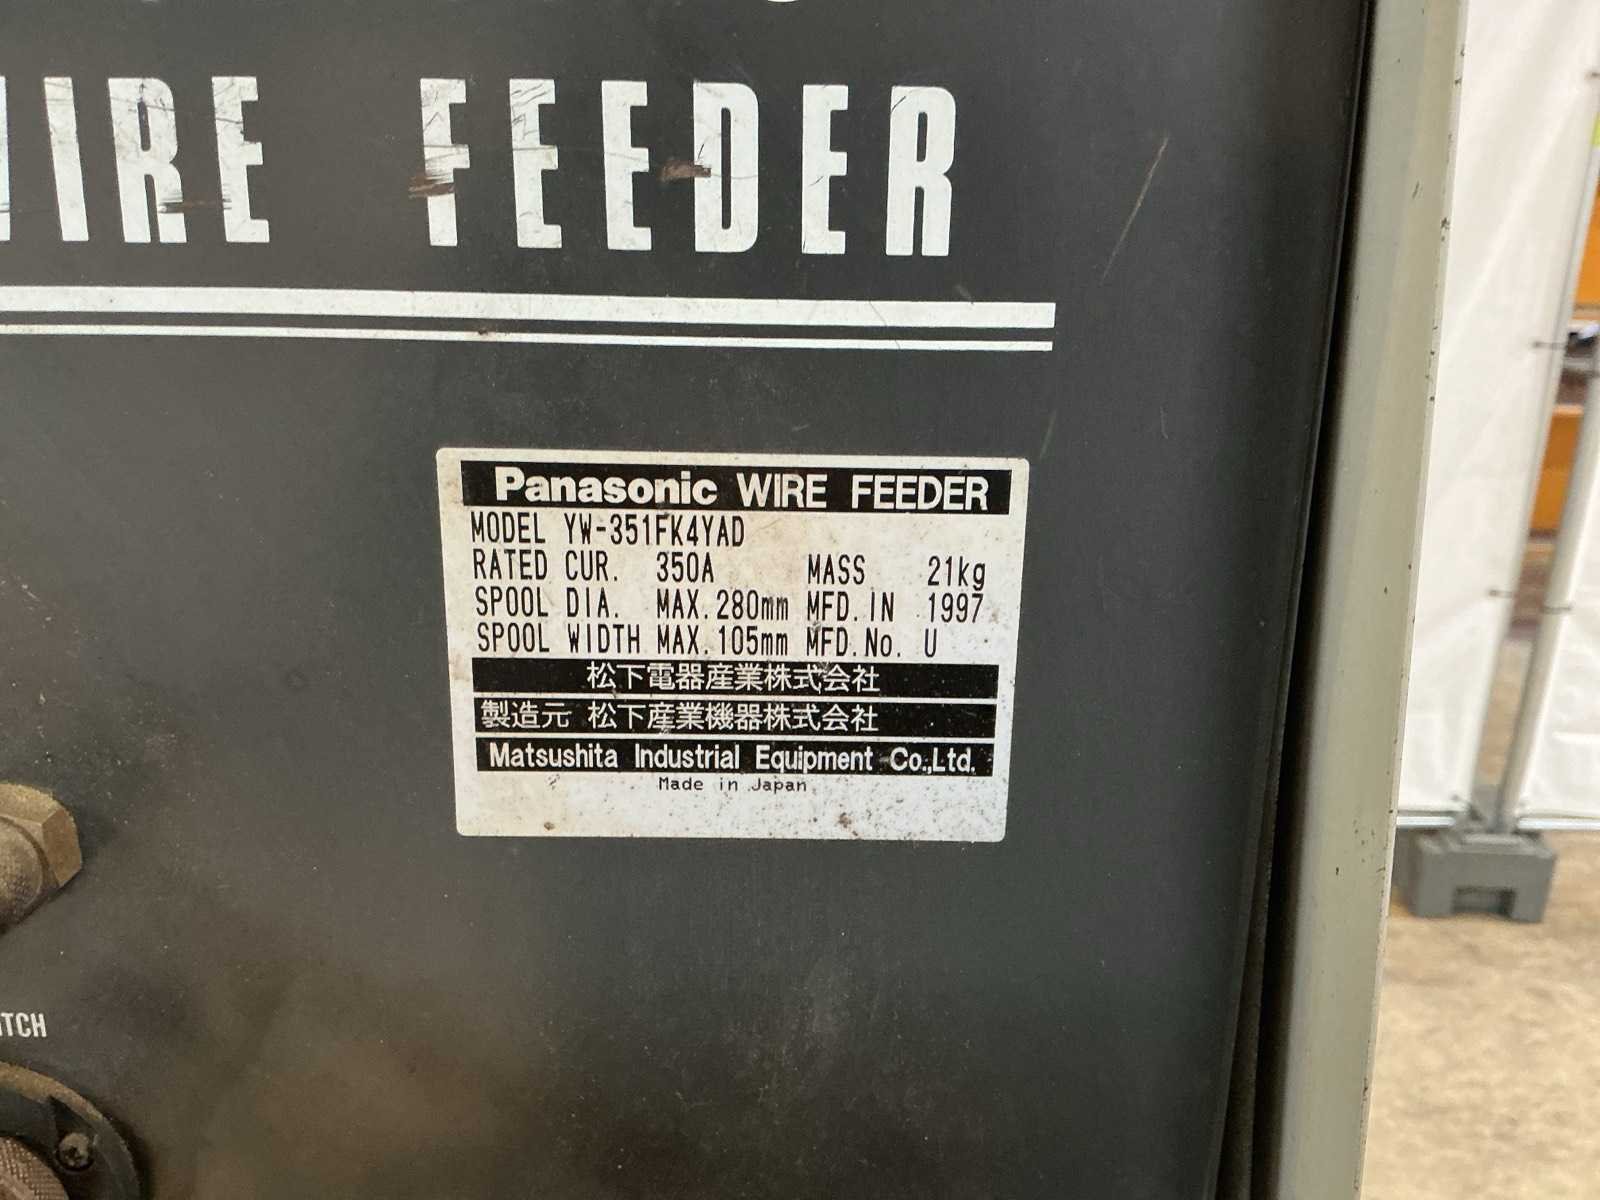 WIRE FEEDER
Panasonic WIRE FEEDER
MODEL YW-351FK4YAD
RATED CUR. 350A MASS 21kg
SPOOL DIA. MAX. 280mm MFD. IN 1997
SPOOL WIDTH MAX. 105mm MFD. No. U
松下電器産業株式会社
製造元 松下産業機器株式会社
Matsushita Industrial Equipment Co.,Ltd.
Made in Japan
ITCH